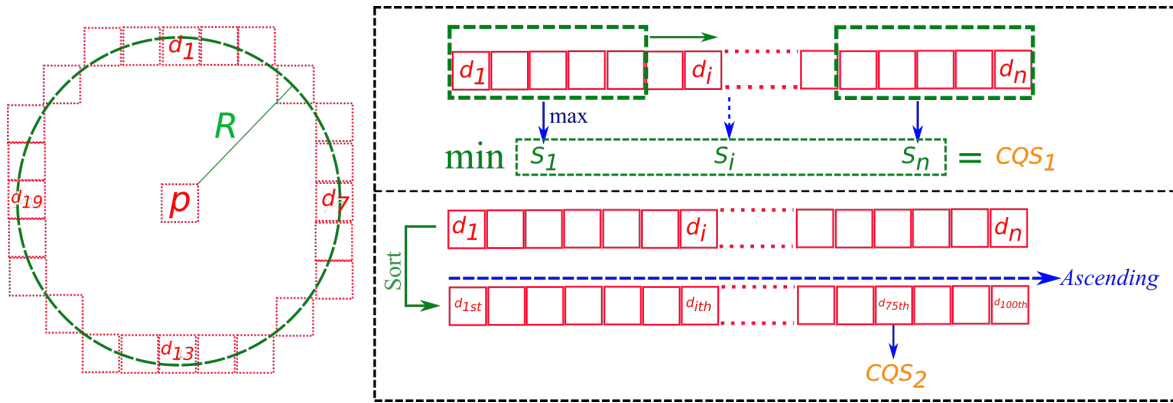 d1
R
p
d19
d7
d13
d1 di dn
max
min S1 Si Sn = CQS1
d1 di dn
Sort
Ascending
d1st dith d75th d100th
CQS2